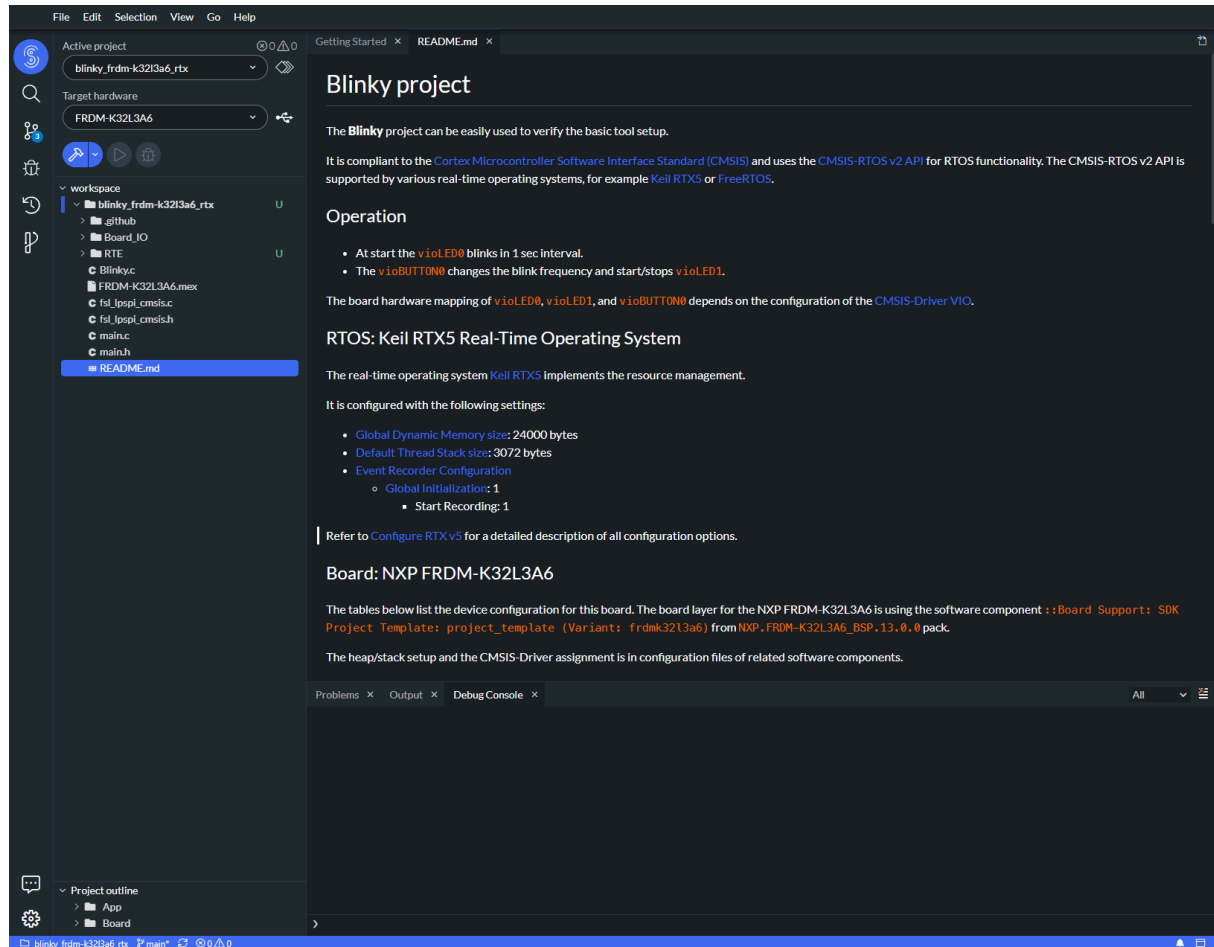 File Edit Selection View Go Help
Active project
0 0
blinky_frdm-k32l3a6_rtx
Target hardware
FRDM-K32L3A6
3
workspace
blinky_frdm-k32l3a6_rtx U
.github
Board_IO
RTE U
Blinky.c
FRDM-K32L3A6.mex
fsl_lpspi_cmsis.c
fsl_lpspi_cmsis.h
main.c
main.h
README.md
Project outline
App
Board
Getting Started × README.md ×
Blinky project
The Blinky project can be easily used to verify the basic tool setup.
It is compliant to the Cortex Microcontroller Software Interface Standard (CMSIS) and uses the CMSIS-RTOS v2 API for RTOS functionality. The CMSIS-RTOS v2 API is
supported by various real-time operating systems, for example Keil RTX5 or FreeRTOS.
Operation
• At start the vioLED0 blinks in 1 sec interval.
• The vioBUTTON0 changes the blink frequency and start/stops vioLED1.
The board hardware mapping of vioLED0, vioLED1, and vioBUTTON0 depends on the configuration of the CMSIS-Driver VIO.
RTOS: Keil RTX5 Real-Time Operating System
The real-time operating system Keil RTX5 implements the resource management.
It is configured with the following settings:
• Global Dynamic Memory size: 24000 bytes
• Default Thread Stack size: 3072 bytes
• Event Recorder Configuration
◦ Global Initialization: 1
▪ Start Recording: 1
Refer to Configure RTX v5 for a detailed description of all configuration options.
Board: NXP FRDM-K32L3A6
The tables below list the device configuration for this board. The board layer for the NXP FRDM-K32L3A6 is using the software component ::Board Support: SDK
Project Template: project_template (Variant: frdmk32l3a6) from NXP.FRDM-K32L3A6_BSP.13.0.0 pack.
The heap/stack setup and the CMSIS-Driver assignment is in configuration files of related software components.
Problems × Output × Debug Console × All
blinky_frdm-k32l3a6_rtx main* 0 0